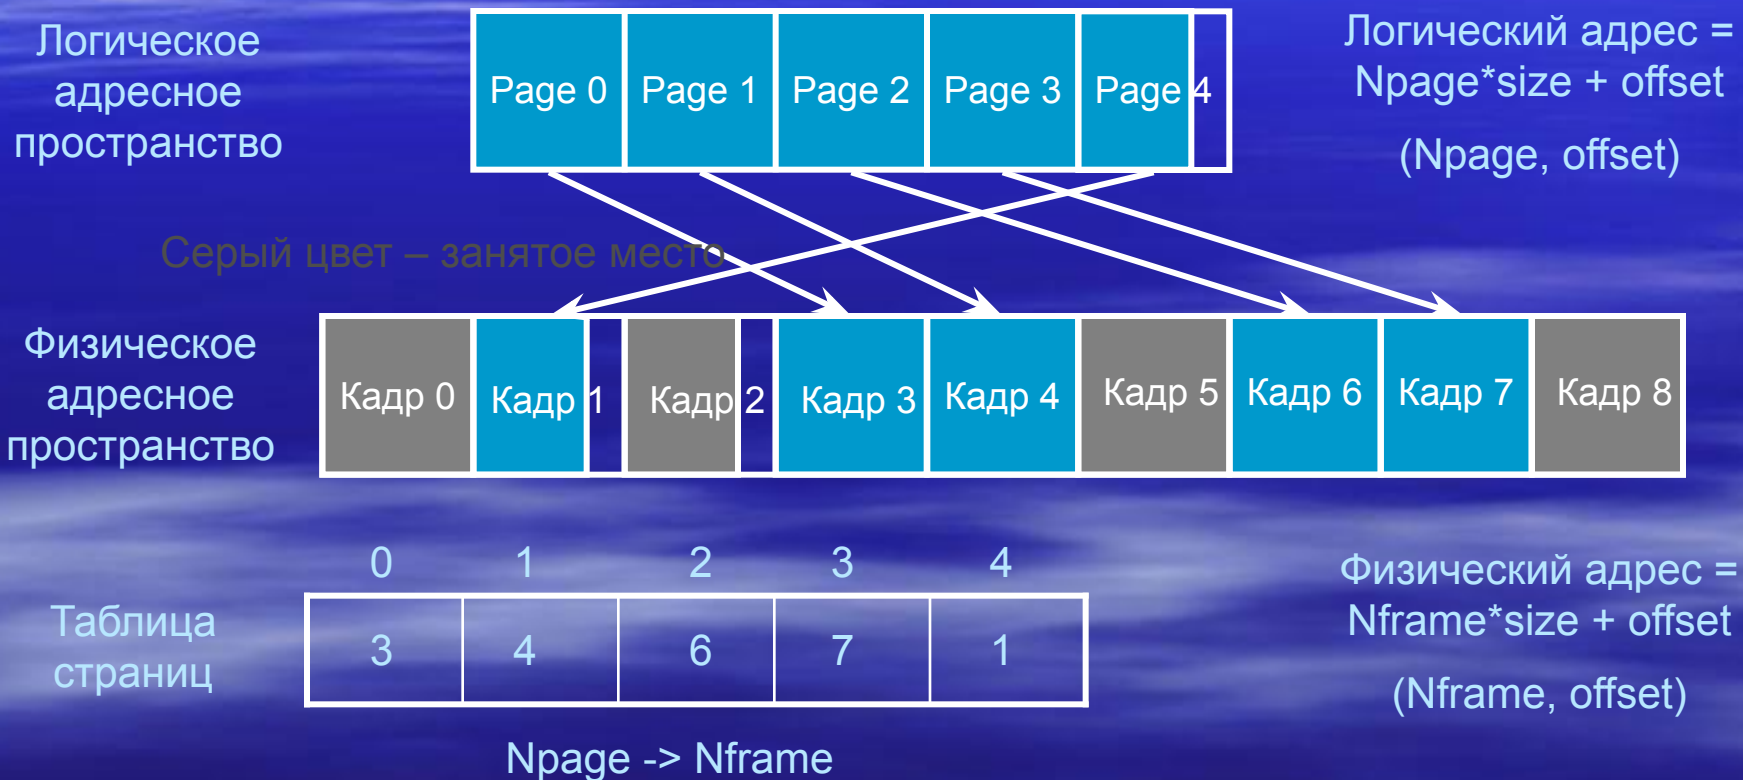 Логическое
адресное
пространство
Page 0 Page 1 Page 2 Page 3 Page 4
Логический адрес =
Npage*size + offset
(Npage, offset)
Серый цвет – занятое место
Физическое
адресное
пространство
Кадр 0 Кадр 1 Кадр 2 Кадр 3 Кадр 4 Кадр 5 Кадр 6 Кадр 7 Кадр 8
0 1 2 3 4
Таблица
страниц
3 4 6 7 1
Физический адрес =
Nframe*size + offset
(Nframe, offset)
Npage -> Nframe